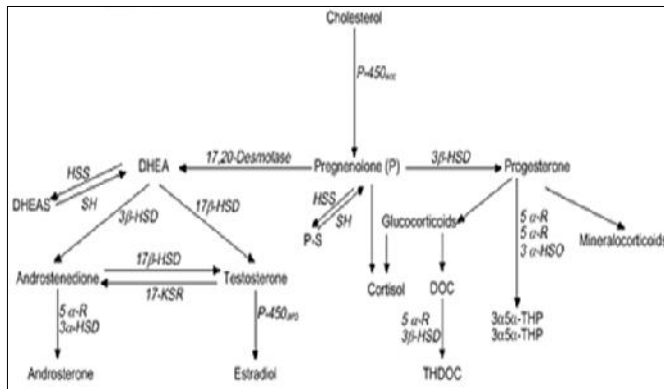 Cholesterol
P-450scc
DHEA 17,20-Desmolase Pregnenolone (P) 3β-HSD Progesterone
HSS
SH
DHEAS
3β-HSD
17β-HSD
HSS
SH
P-S
Glucocorticoids
5 α-R
5 α-R
3 α-HSO
Mineralocorticoids
Androstenedione 17β-HSD Testosterone
17-KSR
Cortisol
DOC
5 α-R
3α-HSD
P-450
5 α-R
3β-HSD
3α5α-THP
3α5α-THP
Androsterone
Estradiol
THDOC